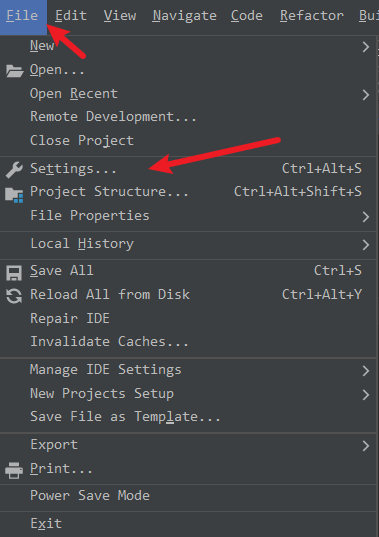 File Edit View Navigate Code Refactor Bui
New
Open...
Open Recent
Remote Development...
Close Project
Settings... Ctrl+Alt+S
Project Structure... Ctrl+Alt+Shift+S
File Properties
Local History
Save All Ctrl+S
Reload All from Disk Ctrl+Alt+Y
Repair IDE
Invalidate Caches...
Manage IDE Settings
New Projects Setup
Save File as Template...
Export
Print...
Power Save Mode
Exit